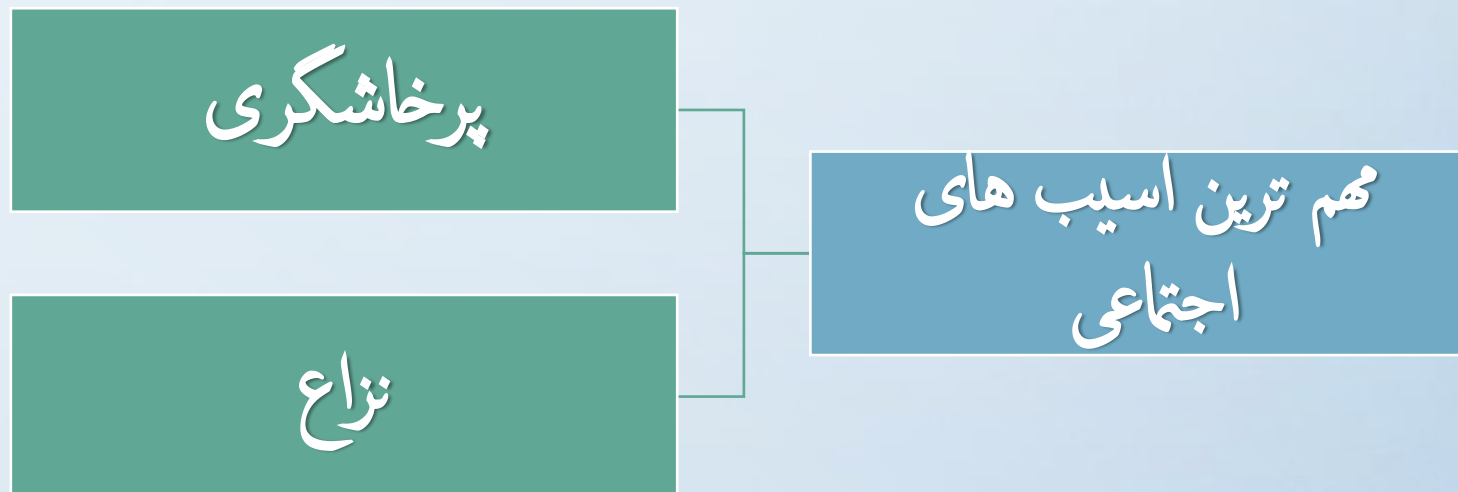 مهم ترین اسیب های
اجتماعی
پرخاشگری
نزاع